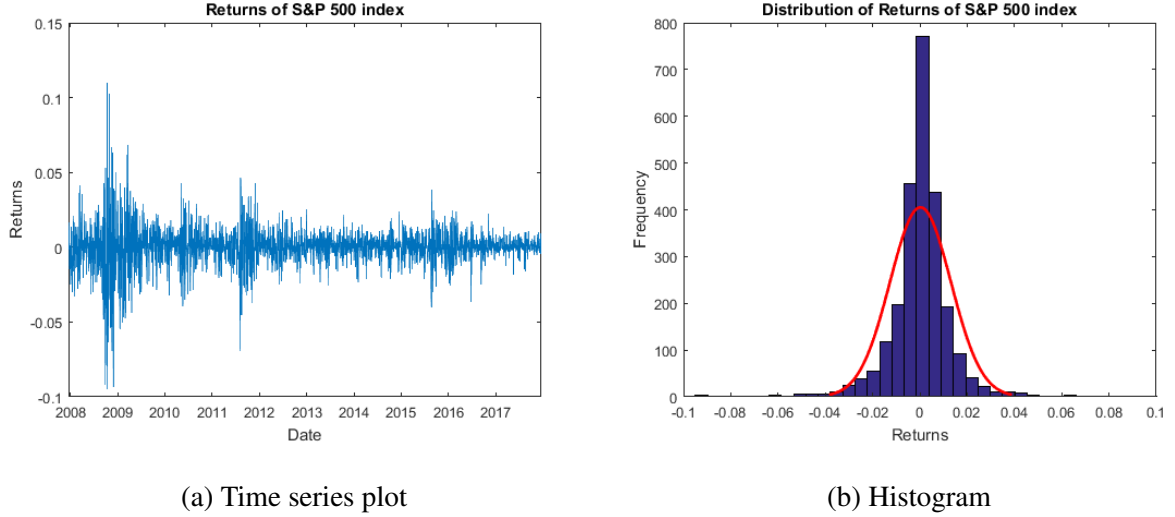 Returns of S&P 500 index
0.15
0.1
0.05
0
-0.05
-0.1
Returns
2008 2009 2010 2011 2012 2013 2014 2015 2016 2017
Date
(a) Time series plot
Distribution of Returns of S&P 500 index
800
700
600
500
400
300
200
100
0
Frequency
-0.1 -0.08 -0.06 -0.04 -0.02 0 0.02 0.04 0.06 0.08 0.1
Returns
(b) Histogram